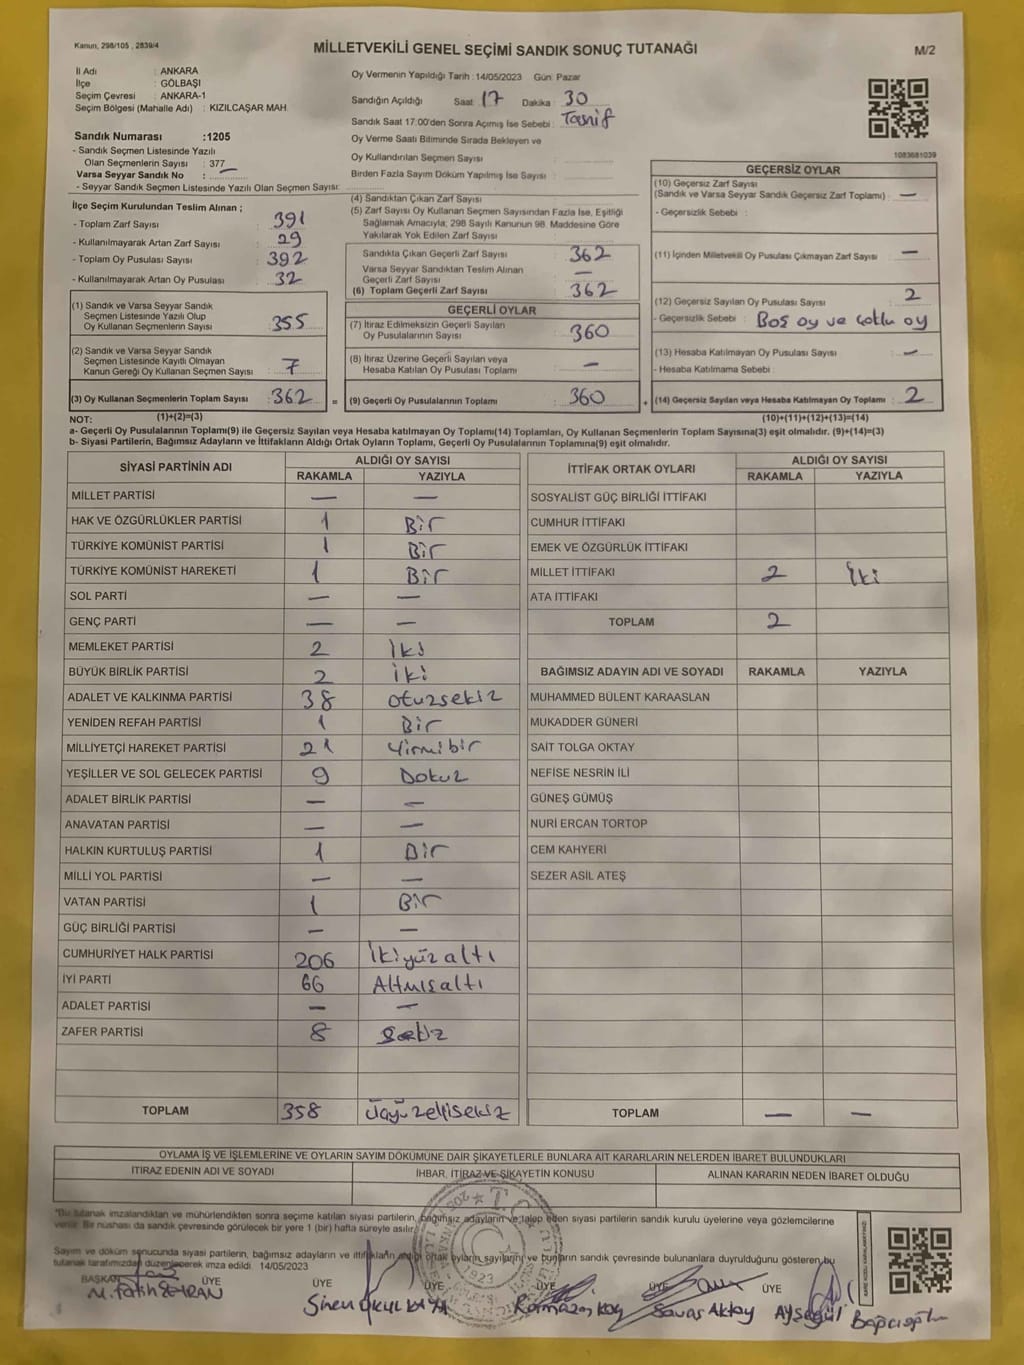 Kanun, 298/105 , 2839/4
MİLLETVEKİLİ GENEL SEÇİMİ SANDIK SONUÇ TUTANAĞI
M/2
İl Adı : ANKARA
İlçe : GÖLBAŞI
Seçim Çevresi : ANKARA-1
Seçim Bölgesi (Mahalle Adı) : KIZILCAŞAR MAH.
Sandık Numarası :1205
- Sandık Seçmen Listesinde Yazılı
Olan Seçmenlerin Sayısı : 377
Varsa Seyyar Sandık No : —
- Seyyar Sandık Seçmen Listesinde Yazılı Olan Seçmen Sayısı:
Oy Vermenin Yapıldığı Tarih : 14/05/2023 Gün: Pazar
Sandığın Açıldığı Saat 17 Dakika : 30
Sandık Saat 17:00'den Sonra Açımış İse Sebebi : Tasnif
Oy Verme Saati Bitiminde Sırada Bekleyen ve
Oy Kullandırılan Seçmen Sayısı
Birden Fazla Sayım Döküm Yapılmış İse Sayısı :
1083681039
İlçe Seçim Kurulundan Teslim Alınan ;
- Toplam Zarf Sayısı : 391
- Kullanılmayarak Artan Zarf Sayısı : 29
- Toplam Oy Pusulası Sayısı : 392
- Kullanılmayarak Artan Oy Pusulası : 32
(1) Sandık ve Varsa Seyyar Sandık
Seçmen Listesinde Yazılı Olup
Oy Kullanan Seçmenlerin Sayısı : 355
(2) Sandık ve Varsa Seyyar Sandık
Seçmen Listesinde Kayıtlı Olmayan
Kanun Gereği Oy Kullanan Seçmen Sayısı : 7
(3) Oy Kullanan Seçmenlerin Toplam Sayısı : 362 =
(4) Sandıktan Çıkan Zarf Sayısı
(5) Zarf Sayısı Oy Kullanan Seçmen Sayısından Fazla İse, Eşitliği
Sağlamak Amacıyla; 298 Sayılı Kanunun 98. Maddesine Göre
Yakılarak Yok Edilen Zarf Sayısı
Sandıkta Çıkan Geçerli Zarf Sayısı : 362
Varsa Seyyar Sandıktan Teslim Alınan
Geçerli Zarf Sayısı —
(6) Toplam Geçerli Zarf Sayısı : 362
GEÇERLİ OYLAR
(7) İtiraz Edilmeksizin Geçerli Sayılan
Oy Pusulalarının Sayısı : 360
(8) İtiraz Üzerine Geçerli Sayılan veya
Hesaba Katılan Oy Pusulası Toplamı : —
(9) Geçerli Oy Pusulalarının Toplamı : 360 +
GEÇERSİZ OYLAR
(10) Geçersiz Zarf Sayısı
(Sandık ve Varsa Seyyar Sandık Geçersiz Zarf Toplamı) : —
- Geçersizlik Sebebi :
(11) İçinden Milletvekili Oy Pusulası Çıkmayan Zarf Sayısı : —
(12) Geçersiz Sayılan Oy Pusulası Sayısı : 2
- Geçersizlik Sebebi : Boş oy ve çoklu oy
(13) Hesaba Katılmayan Oy Pusulası Sayısı : —
- Hesaba Katılmama Sebebi :
(14) Geçersiz Sayılan veya Hesaba Katılmayan Oy Toplamı : 2
NOT: (1)+(2)=(3) (10)+(11)+(12)+(13)=(14)
a- Geçerli Oy Pusulalarının Toplamı(9) ile Geçersiz Sayılan veya Hesaba katılmayan Oy Toplamı(14) Toplamları, Oy Kullanan Seçmenlerin Toplam Sayısına(3) eşit olmalıdır. (9)+(14)=(3)
b- Siyasi Partilerin, Bağımsız Adayların ve İttifakların Aldığı Ortak Oyların Toplamı, Geçerli Oy Pusulalarının Toplamına(9) eşit olmalıdır.
SİYASİ PARTİNİN ADI ALDIĞI OY SAYISI
RAKAMLA YAZIYLA
MİLLET PARTİSİ — —
HAK VE ÖZGÜRLÜKLER PARTİSİ 1 Bir
TÜRKİYE KOMÜNİST PARTİSİ 1 Bir
TÜRKİYE KOMÜNİST HAREKETİ 1 Bir
SOL PARTİ — —
GENÇ PARTİ — —
MEMLEKET PARTİSİ 2 İki
BÜYÜK BİRLİK PARTİSİ 2 İki
ADALET VE KALKINMA PARTİSİ 38 otuzsekiz
YENİDEN REFAH PARTİSİ 1 Bir
MİLLİYETÇİ HAREKET PARTİSİ 21 Yirmibir
YEŞİLLER VE SOL GELECEK PARTİSİ 9 Dokuz
ADALET BİRLİK PARTİSİ — —
ANAVATAN PARTİSİ — —
HALKIN KURTULUŞ PARTİSİ 1 Bir
MİLLİ YOL PARTİSİ — —
VATAN PARTİSİ 1 Bir
GÜÇ BİRLİĞİ PARTİSİ — —
CUMHURİYET HALK PARTİSİ 206 İkiyüzaltı
İYİ PARTİ 66 Altmışaltı
ADALET PARTİSİ — —
ZAFER PARTİSİ 8 Sekiz
TOPLAM 358 Üçyüzellisekiz
İTTİFAK ORTAK OYLARI ALDIĞI OY SAYISI
RAKAMLA YAZIYLA
SOSYALİST GÜÇ BİRLİĞİ İTTİFAKI
CUMHUR İTTİFAKI
EMEK VE ÖZGÜRLÜK İTTİFAKI
MİLLET İTTİFAKI 2 İki
ATA İTTİFAKI
TOPLAM 2
BAĞIMSIZ ADAYIN ADI VE SOYADI RAKAMLA YAZIYLA
MUHAMMED BÜLENT KARAASLAN
MUKADDER GÜNERİ
SAİT TOLGA OKTAY
NEFİSE NESRİN İLİ
GÜNEŞ GÜMÜŞ
NURİ ERCAN TORTOP
CEM KAHYERİ
SEZER ASIL ATEŞ
TOPLAM — —
OYLAMA İŞ VE İŞLEMLERİNE VE OYLARIN SAYIM DÖKÜMÜNE DAİR ŞİKAYETLERLE BUNLARA AİT KARARLARIN NELERDEN İBARET BULUNDUKLARI
İTİRAZ EDENİN ADI VE SOYADI İHBAR, İTİRAZ VE ŞİKAYETİN KONUSU ALINAN KARARIN NEDEN İBARET OLDUĞU
"Bu tutanak imzalandıktan ve mühürlendikten sonra seçime katılan siyasi partilerin, bağımsız adayların ve talep eden siyasi partilerin sandık kurulu üyelerine veya gözlemcilerine
verilir. Bir nüshası da sandık çevresinde görülecek bir yere 1 (bir) hafta süreyle asılır.
Sayım ve döküm sonucunda siyasi partilerin, bağımsız adayların ve ittifakların aldığı ortak oyların sayılarını ve bunların sandık çevresinde bulunanlara duyrulduğunu gösteren bu
tutanak tarafımızdan düzenlenerek imza edildi. 14/05/2023
BAŞKAN ÜYE ÜYE ÜYE ÜYE ÜYE ÜYE
M. Fatih Ramazan Koç Savaş Aktay Ayşegül
1923